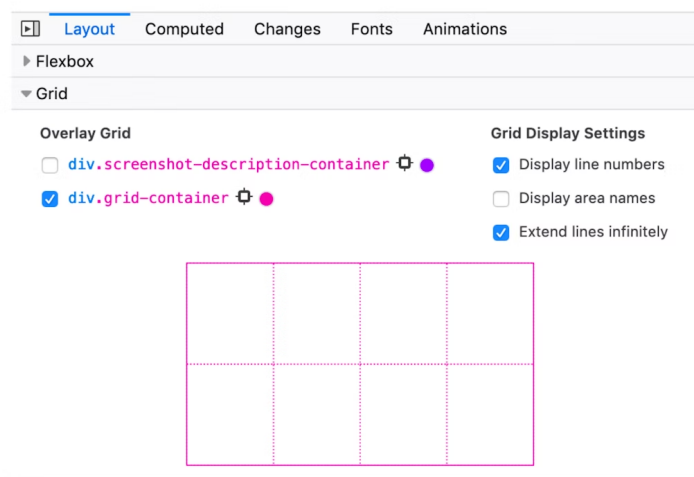 Layout Computed Changes Fonts Animations
Flexbox
Grid
Overlay Grid
div.screenshot-description-container
div.grid-container
Grid Display Settings
Display line numbers
Display area names
Extend lines infinitely